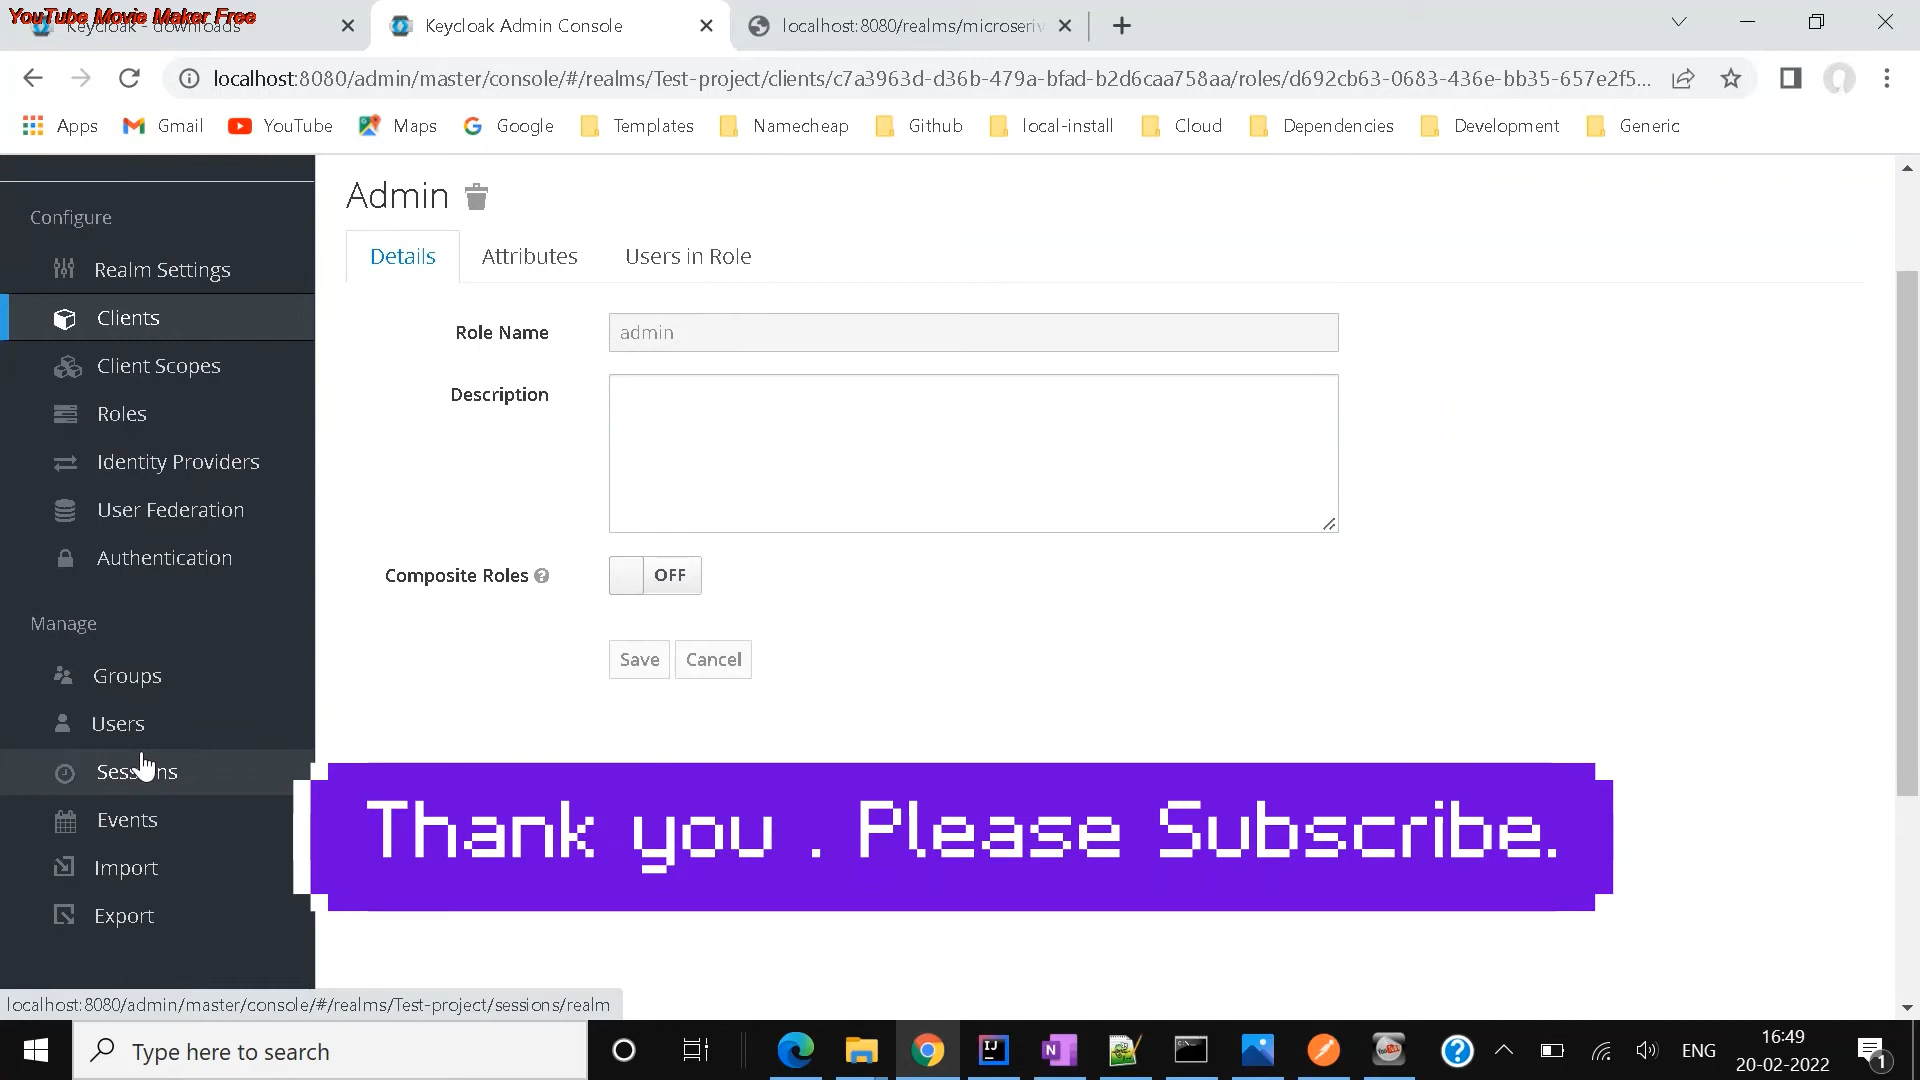 YouTube Movie Maker Free
Keycloak - downloads
Keycloak Admin Console
localhost:8080/realms/microseriv
localhost:8080/admin/master/console/#/realms/Test-project/clients/c7a3963d-d36b-479a-bfad-b2d6caa758aa/roles/d692cb63-0683-436e-bb35-657e2f5...
Apps Gmail YouTube Maps Google Templates Namecheap Github local-install Cloud Dependencies Development Generic
Configure
Realm Settings
Clients
Client Scopes
Roles
Identity Providers
User Federation
Authentication
Manage
Groups
Users
Sessions
Events
Import
Export
Admin
Details Attributes Users in Role
Role Name admin
Description
Composite Roles OFF
Save Cancel
Thank you . Please Subscribe.
localhost:8080/admin/master/console/#/realms/Test-project/sessions/realm
Type here to search
ENG
16:49
20-02-2022
1